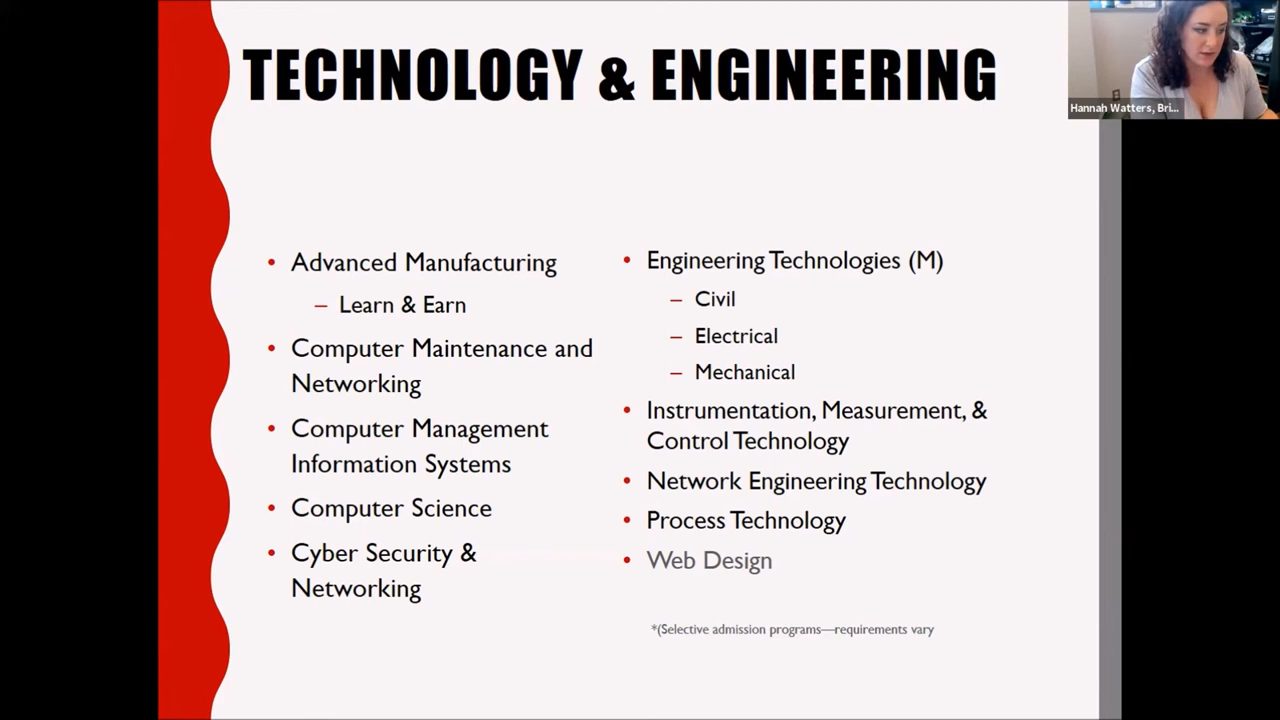 TECHNOLOGY & ENGINEERING
Hannah Watters, Bri...
• Advanced Manufacturing
– Learn & Earn
• Computer Maintenance and
Networking
• Computer Management
Information Systems
• Computer Science
• Cyber Security &
Networking
• Engineering Technologies (M)
– Civil
– Electrical
– Mechanical
• Instrumentation, Measurement, &
Control Technology
• Network Engineering Technology
• Process Technology
• Web Design
*(Selective admission programs—requirements vary